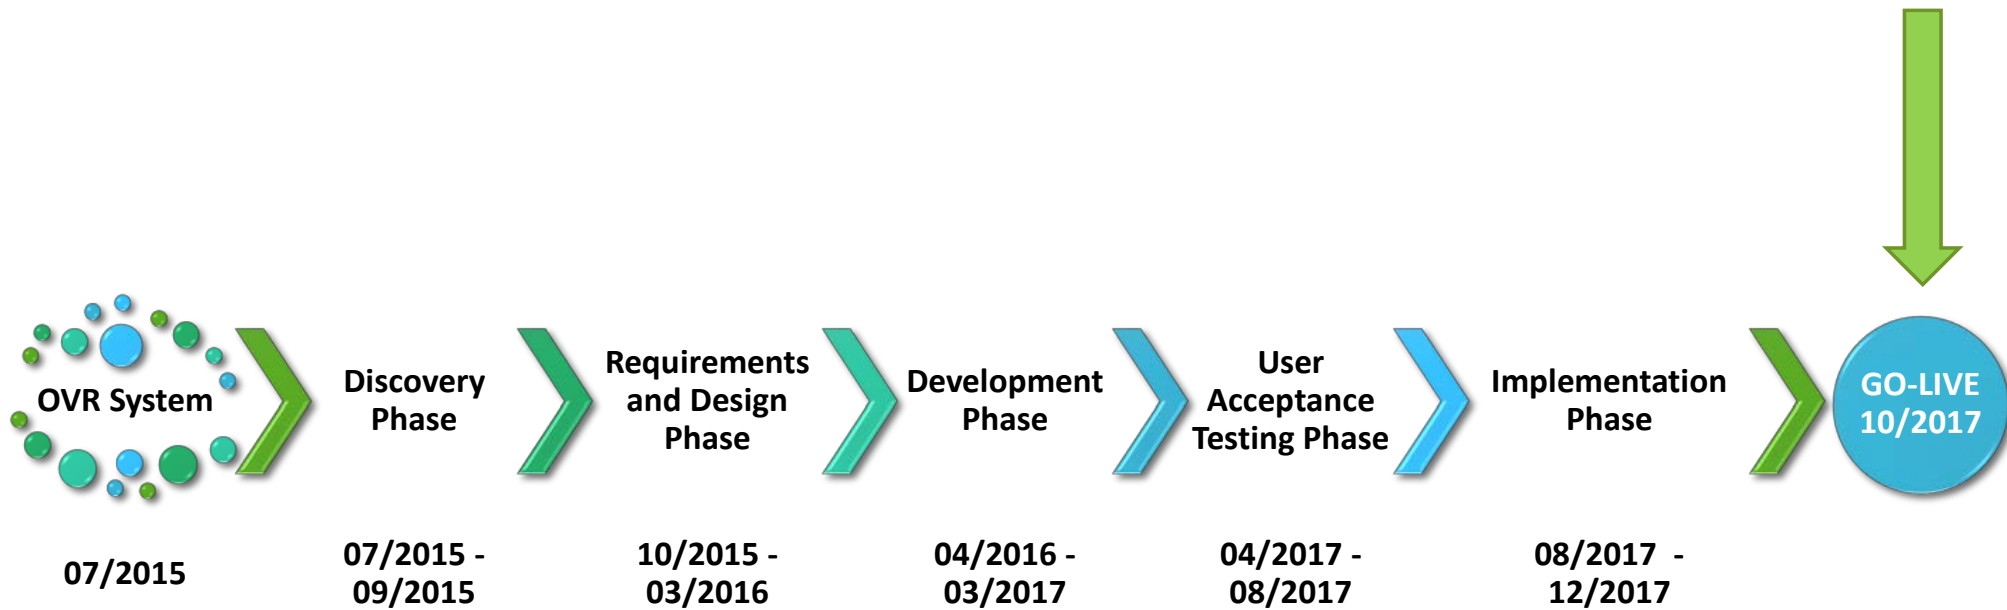 OVR System
Discovery
Phase
Requirements
and Design
Phase
Development
Phase
User
Acceptance
Testing Phase
Implementation
Phase
GO-LIVE
10/2017
07/2015
07/2015 -
09/2015
10/2015 -
03/2016
04/2016 -
03/2017
04/2017 -
08/2017
08/2017 -
12/2017